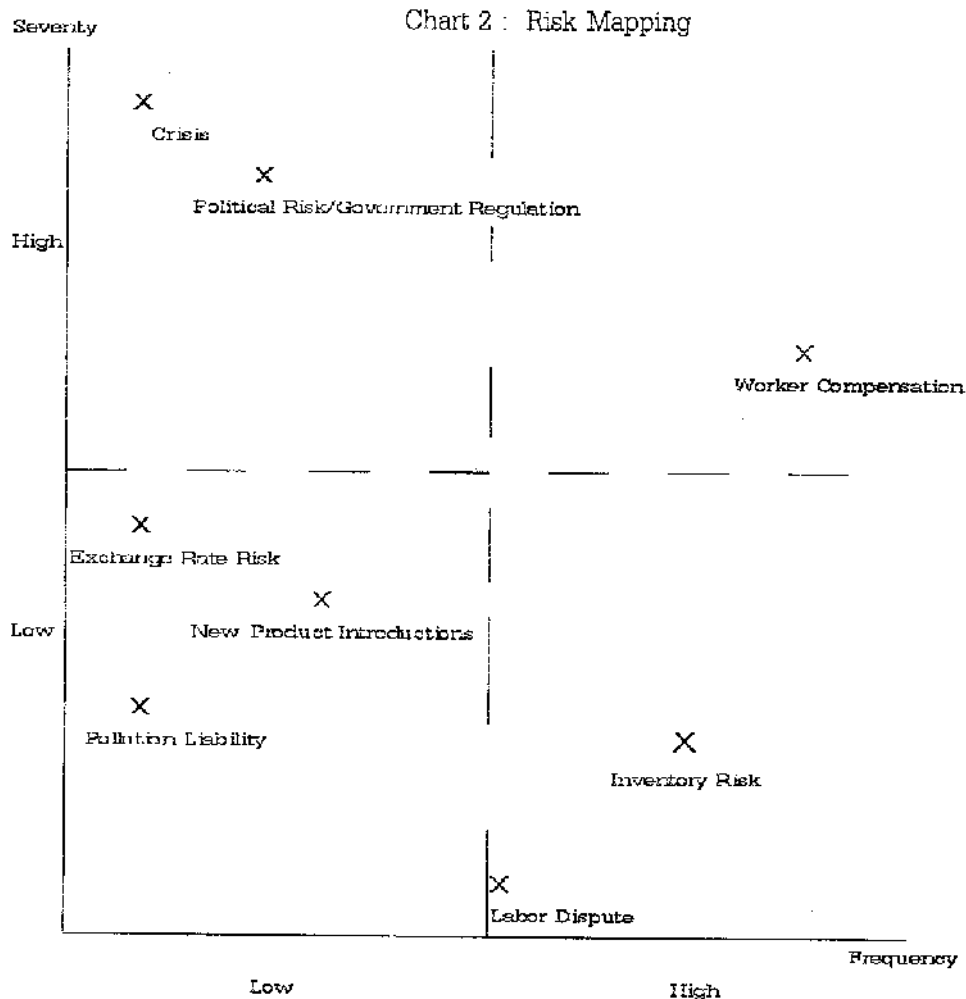 Chart 2 : Risk Mapping
Severity
Crisis
Political Risk/Government Regulation
High
Worker Compensation
Exchange Rate Risk
New Product Introductions
Low
Pollution Liability
Inventory Risk
Labor Dispute
Frequency
Low
High